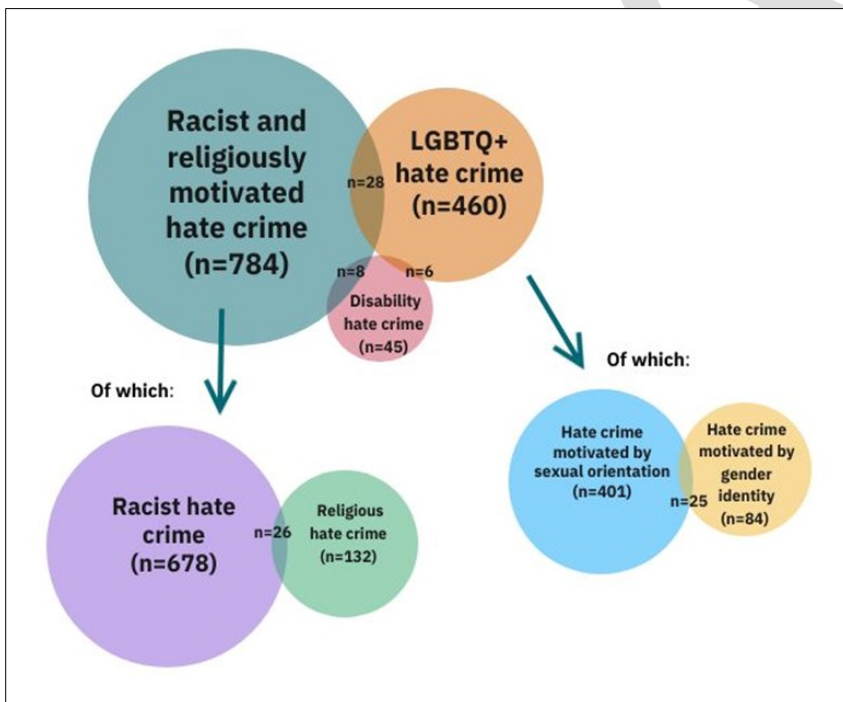 Racist and
religiously
motivated
hate crime
(n=784)
n=28
LGBTQ+
hate crime
(n=460)
n=8
n=6
Disability
hate crime
(n=45)
Of which:
Racist hate
crime
(n=678)
n=26
Religious
hate crime
(n=132)
Of which:
Hate crime
motivated by
sexual orientation
(n=401)
n=25
Hate crime
motivated by
gender
identity
(n=84)